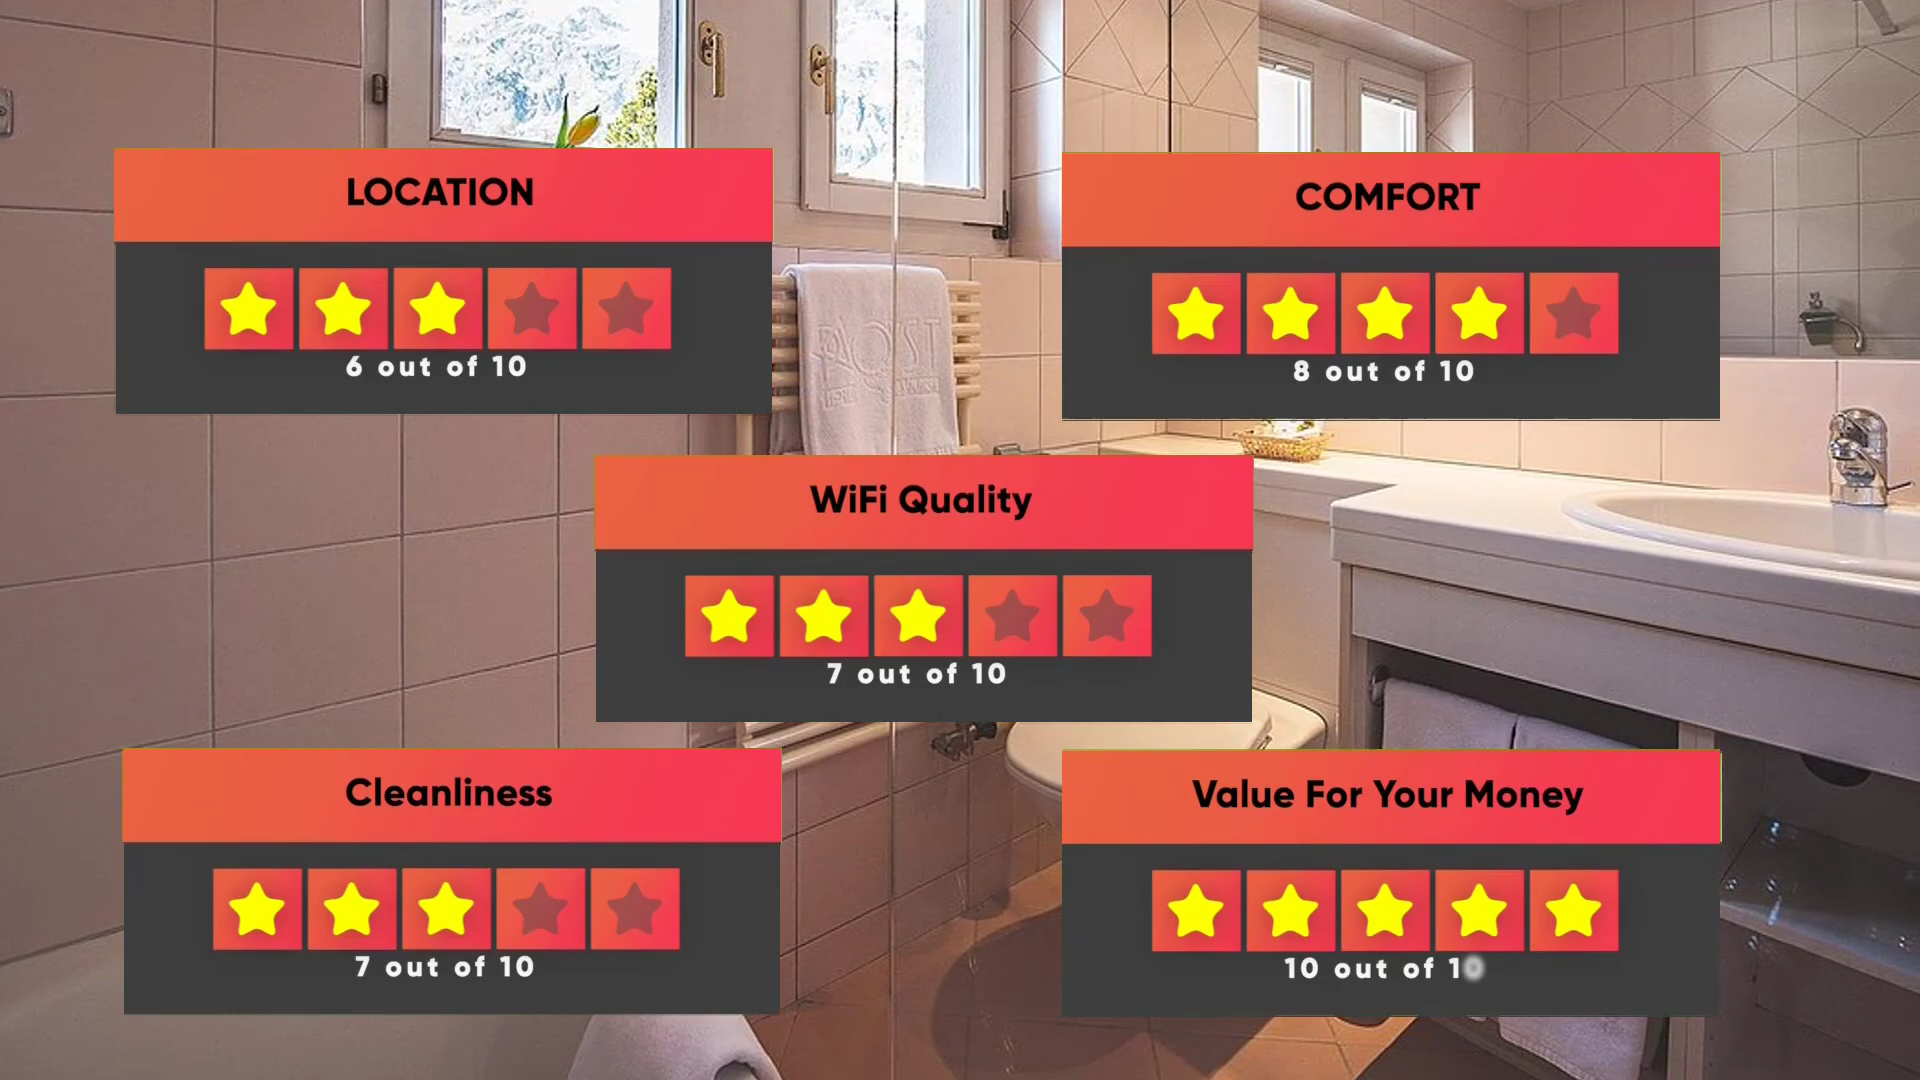 LOCATION
6 out of 10
COMFORT
8 out of 10
WiFi Quality
7 out of 10
Cleanliness
7 out of 10
Value For Your Money
10 out of 10